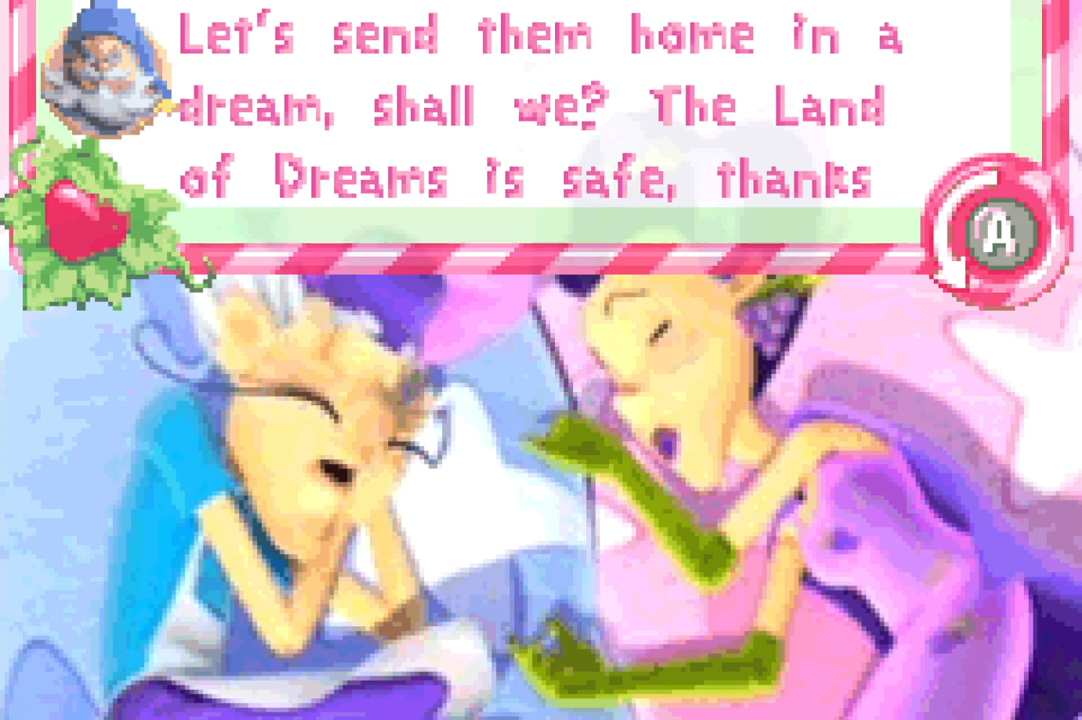 Let's send them home in a
dream, shall we? The Land
of Dreams is safe, thanks
A